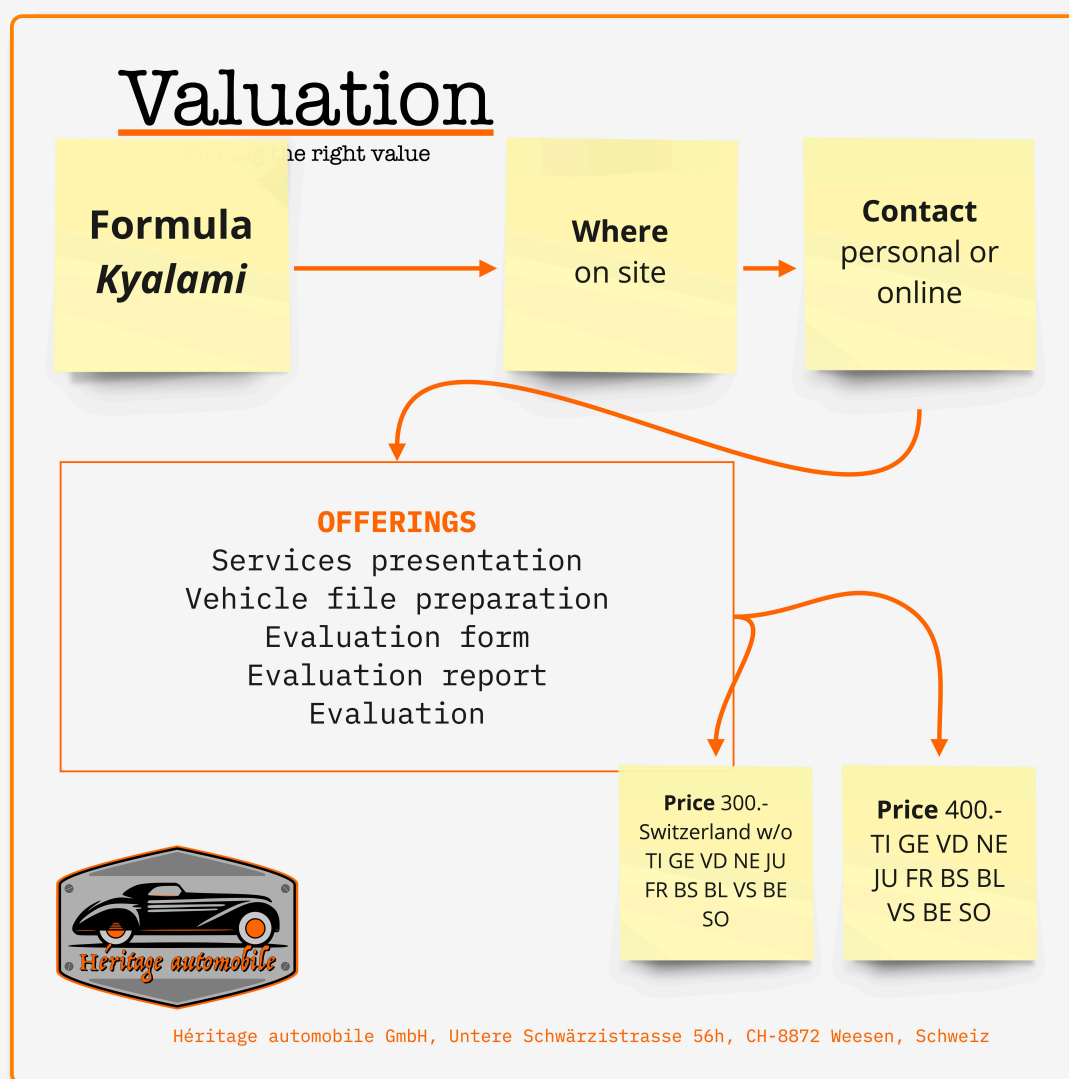 Valuation
the right value
Formula
Kyalami
Where
on site
Contact
personal or
online
OFFERINGS
Services presentation
Vehicle file preparation
Evaluation form
Evaluation report
Evaluation
Price 300.-
Switzerland w/o
TI GE VD NE JU
FR BS BL VS BE
SO
Price 400.-
TI GE VD NE
JU FR BS BL
VS BE SO
Héritage automobile
Héritage automobile GmbH, Untere Schwärzistrasse 56h, CH-8872 Weesen, Schweiz